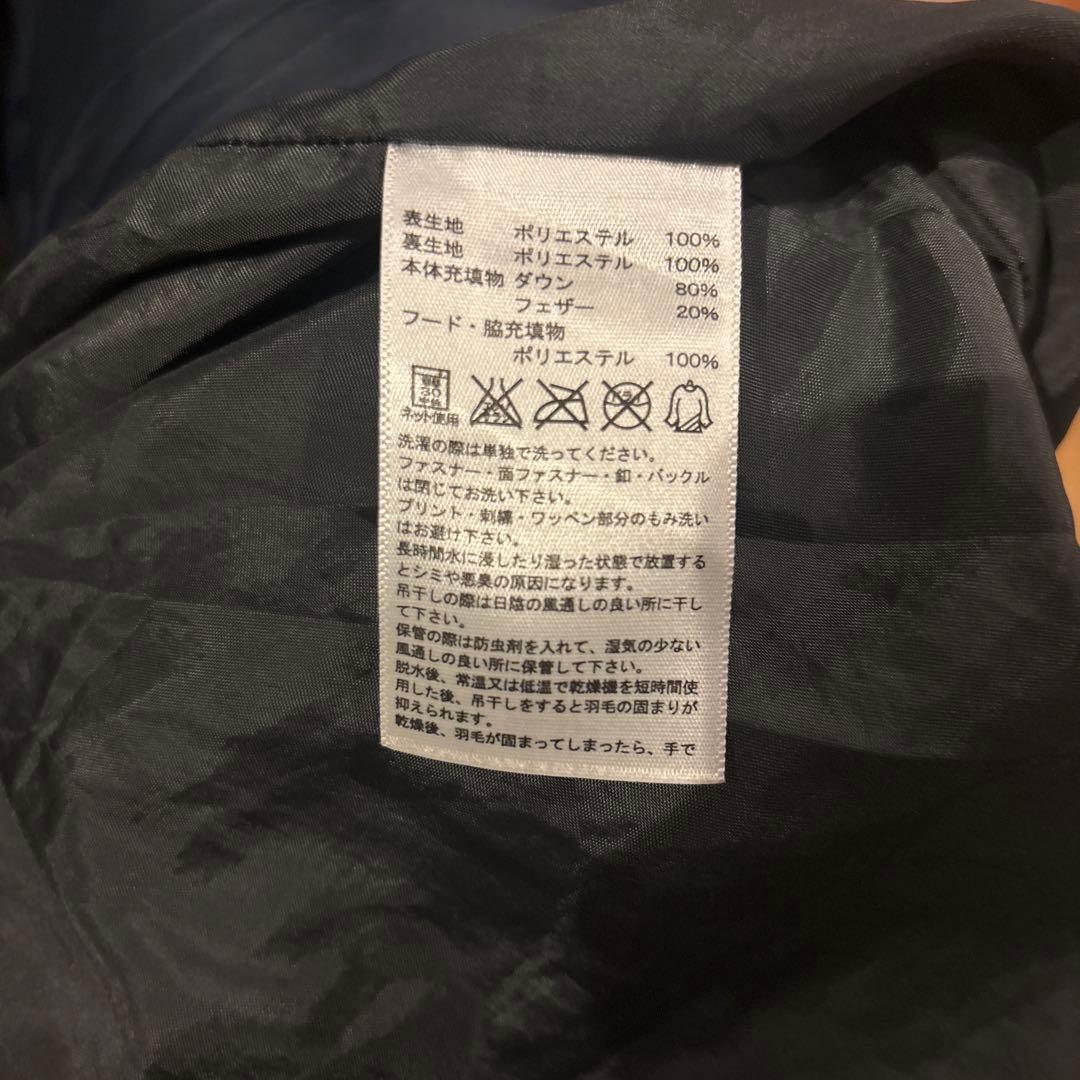 表生地 ポリエステル 100%
裏生地 ポリエステル 100%
本体充填物 ダウン 80%
フェザー 20%
フード・脇充填物
ポリエステル 100%
30
中性
ネット使用
エンソ
サラシ
ドライ
洗濯の際は単独で洗ってください。
ファスナー・面ファスナー・釦・バックル
は閉じてお洗い下さい。
プリント・刺繍・ワッペン部分のもみ洗い
はお避け下さい。
長時間水に浸したり湿った状態で放置する
とシミや悪臭の原因になります。
吊干しの際は日陰の風通しの良い所に干し
て下さい。
保管の際は防虫剤を入れて、湿気の少ない
風通しの良い所に保管して下さい。
脱水後、常温又は低温で乾燥機を短時間使
用した後、吊干しをすると羽毛の固まりが
抑えられます。
乾燥後、羽毛が固まってしまったら、手で